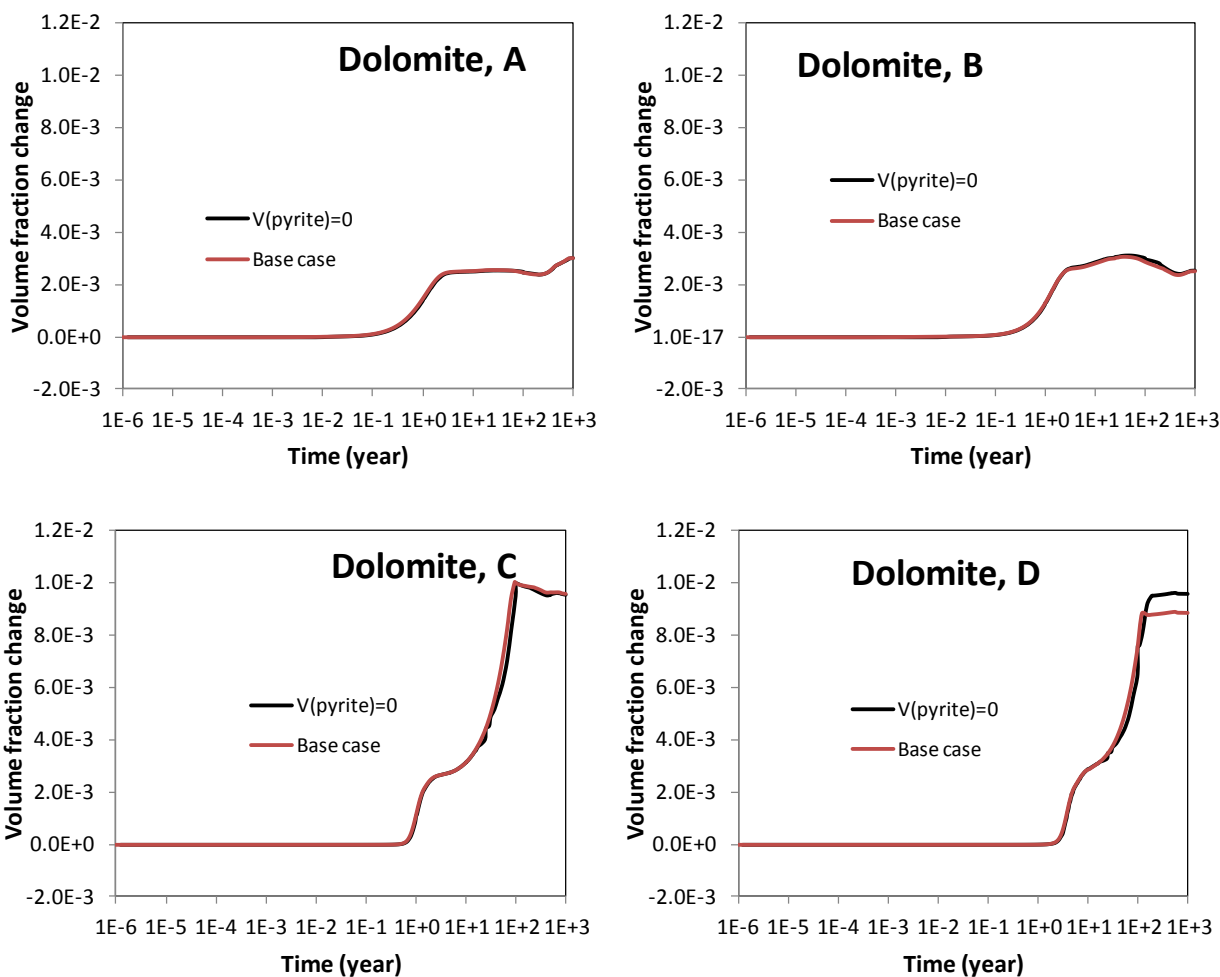 Dolomite, A
Volume fraction change
1.2E-2
1.0E-2
8.0E-3
6.0E-3
4.0E-3
2.0E-3
0.0E+0
-2.0E-3
V(pyrite)=0
Base case
1E-6 1E-5 1E-4 1E-3 1E-2 1E-1 1E+0 1E+1 1E+2 1E+3
Time (year)
Dolomite, B
Volume fraction change
1.2E-2
1.0E-2
8.0E-3
6.0E-3
4.0E-3
2.0E-3
1.0E-17
-2.0E-3
V(pyrite)=0
Base case
1E-6 1E-5 1E-4 1E-3 1E-2 1E-1 1E+0 1E+1 1E+2 1E+3
Time (year)
Dolomite, C
Volume fraction change
1.2E-2
1.0E-2
8.0E-3
6.0E-3
4.0E-3
2.0E-3
0.0E+0
-2.0E-3
V(pyrite)=0
Base case
1E-6 1E-5 1E-4 1E-3 1E-2 1E-1 1E+0 1E+1 1E+2 1E+3
Time (year)
Dolomite, D
Volume fraction change
1.2E-2
1.0E-2
8.0E-3
6.0E-3
4.0E-3
2.0E-3
0.0E+0
-2.0E-3
V(pyrite)=0
Base case
1E-6 1E-5 1E-4 1E-3 1E-2 1E-1 1E+0 1E+1 1E+2 1E+3
Time (year)